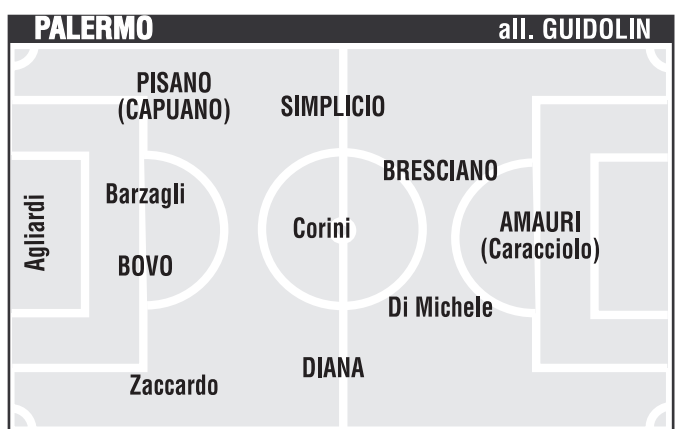 PALERMO
all. GUIDOLIN
PISANO
(CAPUANO)
SIMPLICIO
BRESCIANO
Barzagli
Agliardi
Corini
AMAURI
(Caracciolo)
BOVO
Di Michele
DIANA
Zaccardo